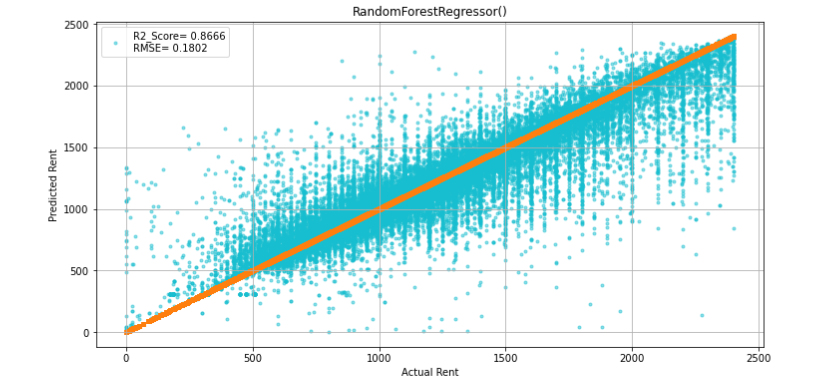 RandomForestRegressor()
R2_Score= 0.8666
RMSE= 0.1802
2500
2000
1500
1000
500
0
Predicted Rent
0 500 1000 1500 2000 2500
Actual Rent